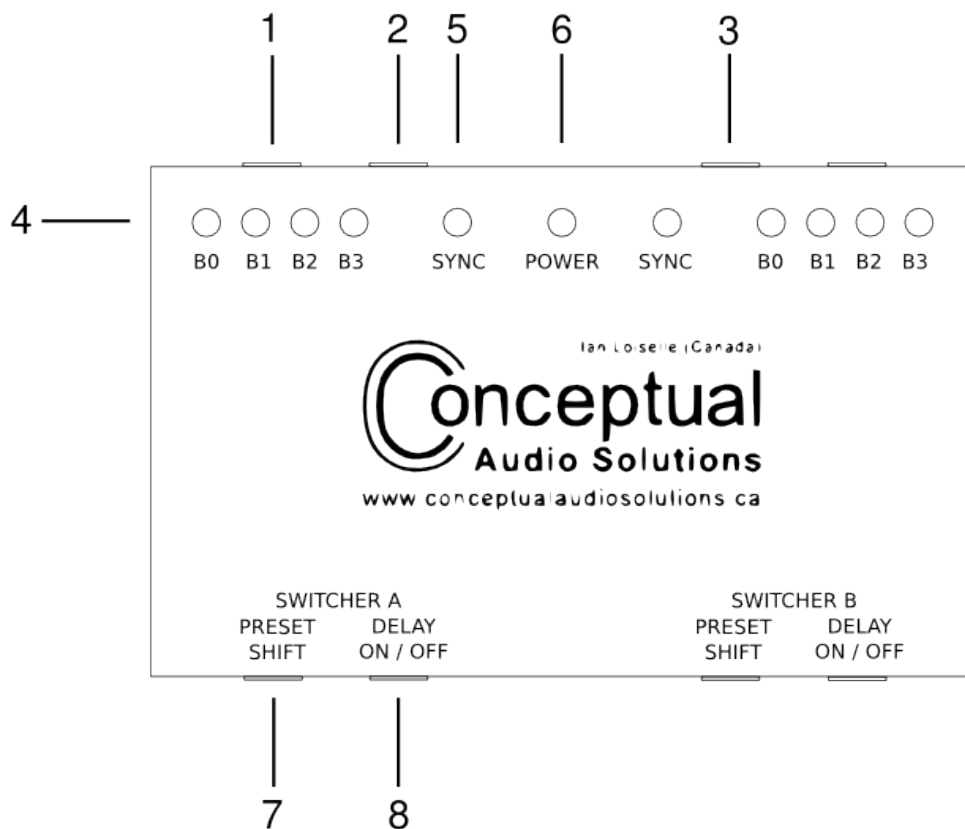 1 2 5 6 3
4
B0 B1 B2 B3 SYNC POWER SYNC B0 B1 B2 B3
Ian Loiselle (Canada)
Conceptual
Audio Solutions
www conceptualaudiosolutions ca
SWITCHER A SWITCHER B
PRESET DELAY PRESET DELAY
SHIFT ON / OFF SHIFT ON / OFF
7 8